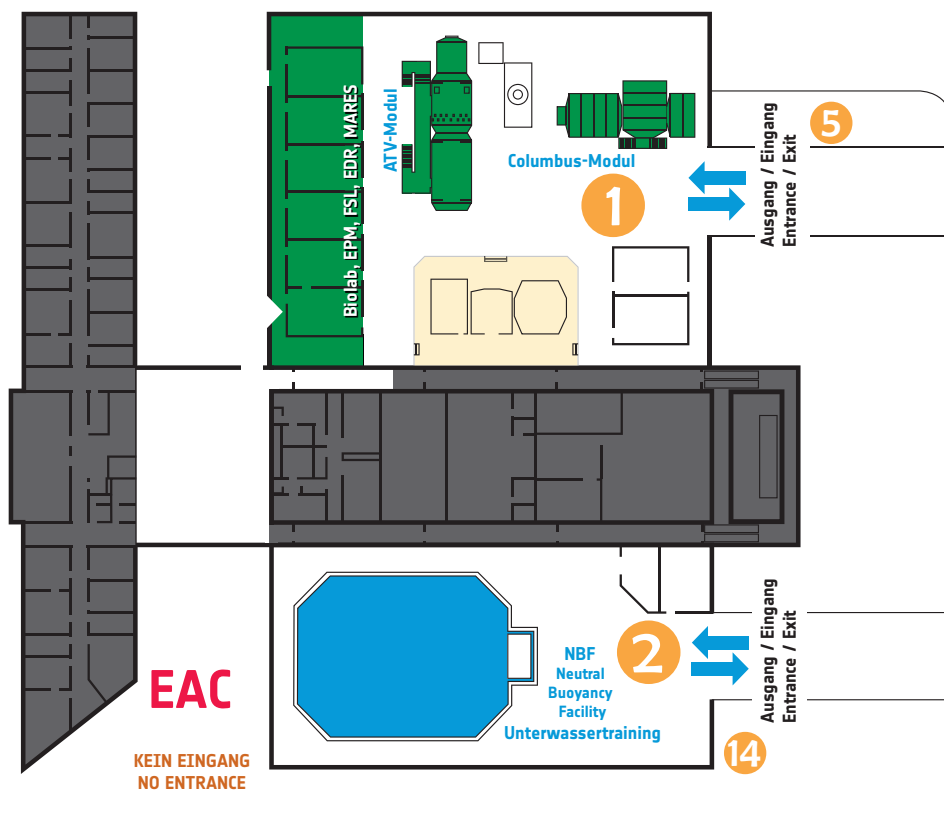 Biolab, EPM, FSL, EDR, MARES
ATV-Modul
Columbus-Modul
1
5
Ausgang / Eingang
Entrance / Exit
2
NBF
Neutral
Buoyancy
Facility
Unterwassertraining
Ausgang / Eingang
Entrance / Exit
14
EAC
KEIN EINGANG
NO ENTRANCE